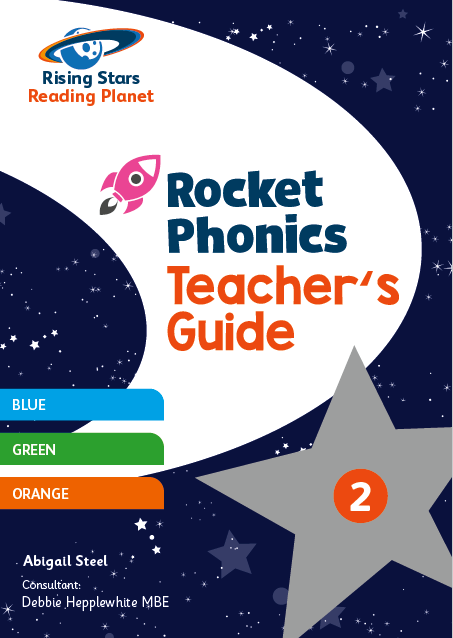 Rising Stars
Reading Planet
Rocket
Phonics
Teacher's
Guide
BLUE
GREEN
ORANGE
2
Abigail Steel
Consultant:
Debbie Hepplewhite MBE